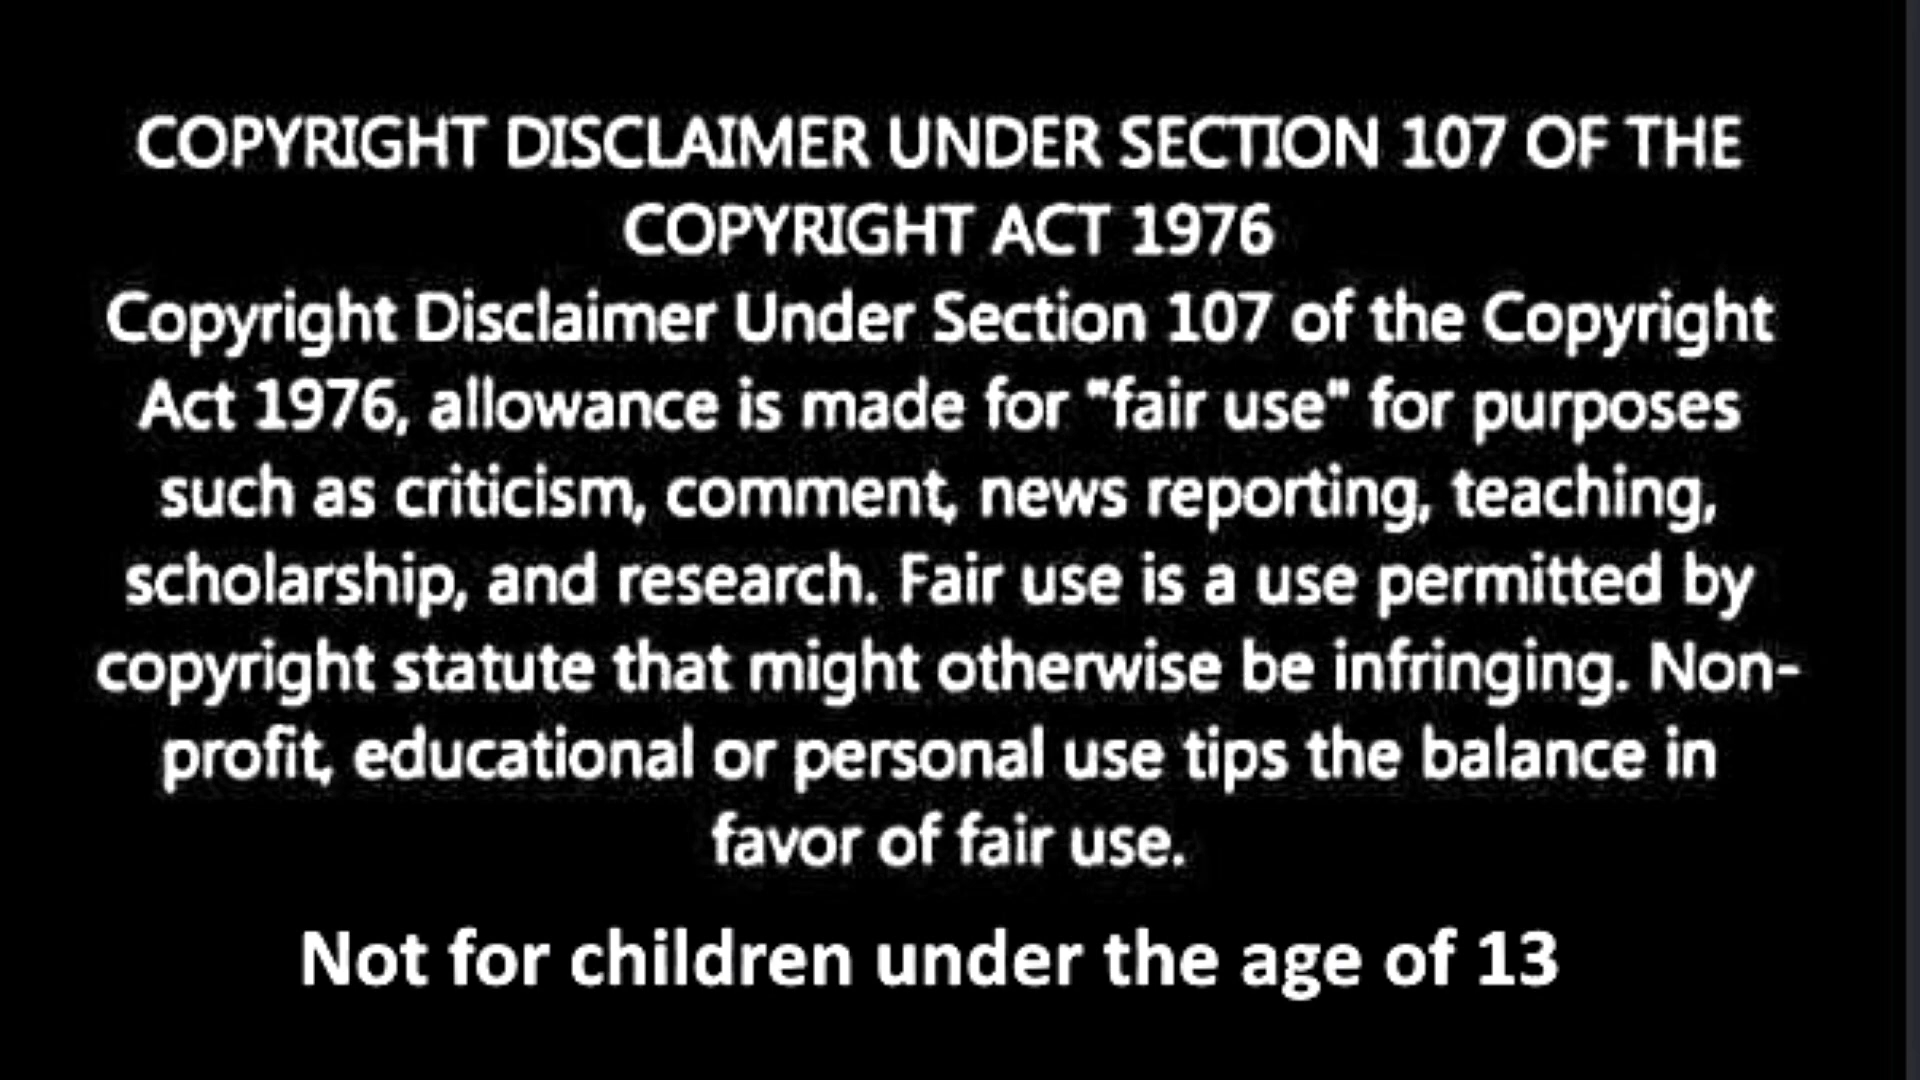 COPYRIGHT DISCLAIMER UNDER SECTION 107 OF THE
COPYRIGHT ACT 1976
Copyright Disclaimer Under Section 107 of the Copyright
Act 1976, allowance is made for "fair use" for purposes
such as criticism, comment, news reporting, teaching,
scholarship, and research. Fair use is a use permitted by
copyright statute that might otherwise be infringing. Non-
profit, educational or personal use tips the balance in
favor of fair use.
Not for children under the age of 13